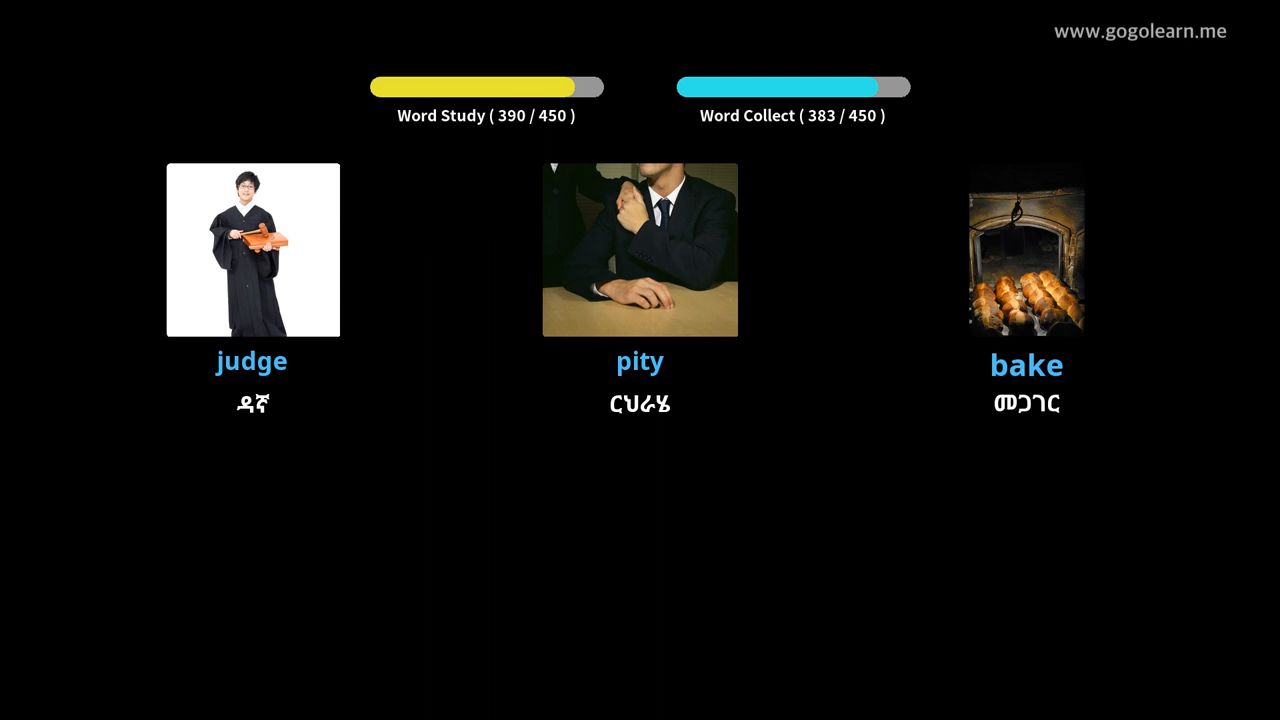 www.gogolearn.me
Word Study ( 390 / 450 )
Word Collect ( 383 / 450 )
judge
pity
bake
ዳኛ
ርህራሄ
መጋገር